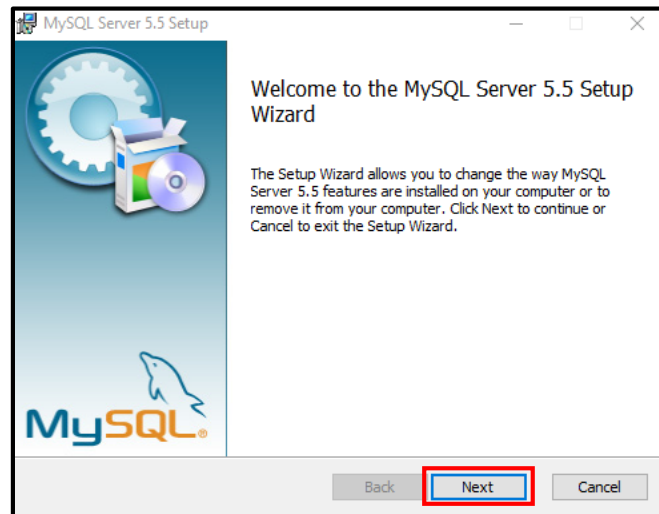 MySQL Server 5.5 Setup
Welcome to the MySQL Server 5.5 Setup
Wizard
The Setup Wizard allows you to change the way MySQL
Server 5.5 features are installed on your computer or to
remove it from your computer. Click Next to continue or
Cancel to exit the Setup Wizard.
MySQL®
Back Next Cancel